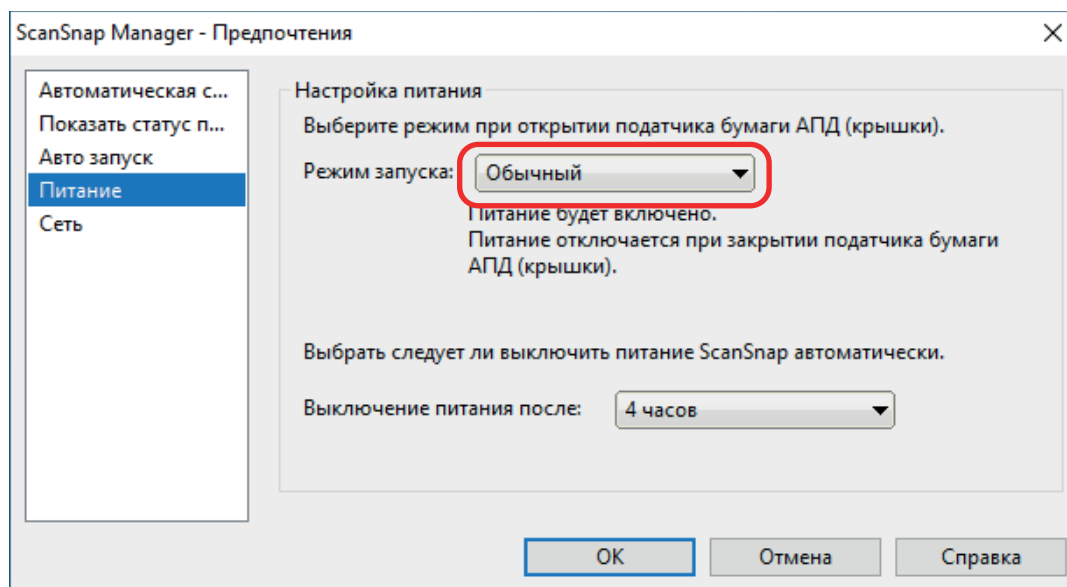 ScanSnap Manager - Предпочтения
Автоматическая с...
Показать статус п...
Авто запуск
Питание
Сеть
Настройка питания
Выберите режим при открытии податчика бумаги АПД (крышки).
Режим запуска: Обычный
Питание будет включено.
Питание отключается при закрытии податчика бумаги
АПД (крышки).
Выбрать следует ли выключить питание ScanSnap автоматически.
Выключение питания после: 4 часов
ОК Отмена Справка